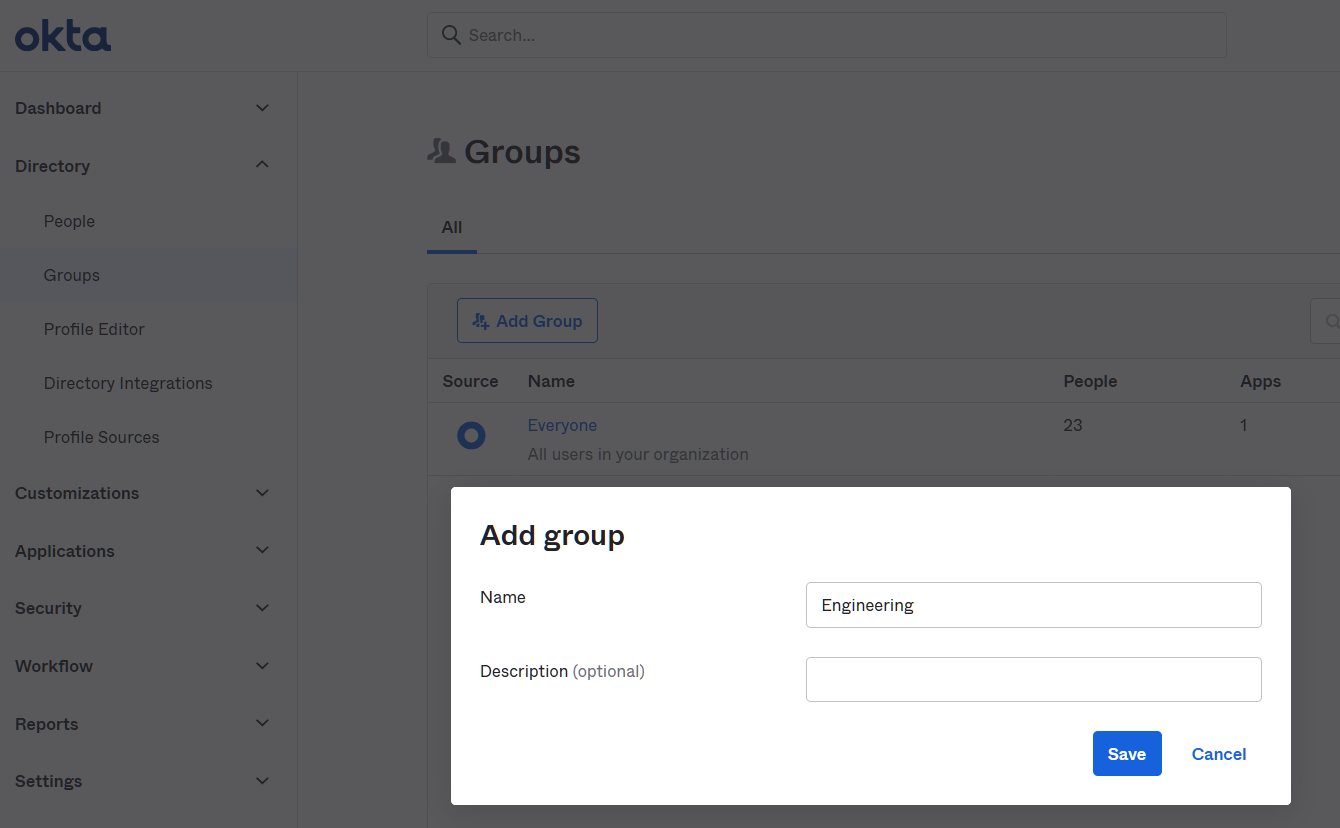 okta
Search...
Dashboard
Directory
People
Groups
Profile Editor
Directory Integrations
Profile Sources
Customizations
Applications
Security
Workflow
Reports
Settings
Groups
All
Add Group
Source Name People Apps
Everyone 23 1
All users in your organization
Add group
Name Engineering
Description (optional)
Save Cancel